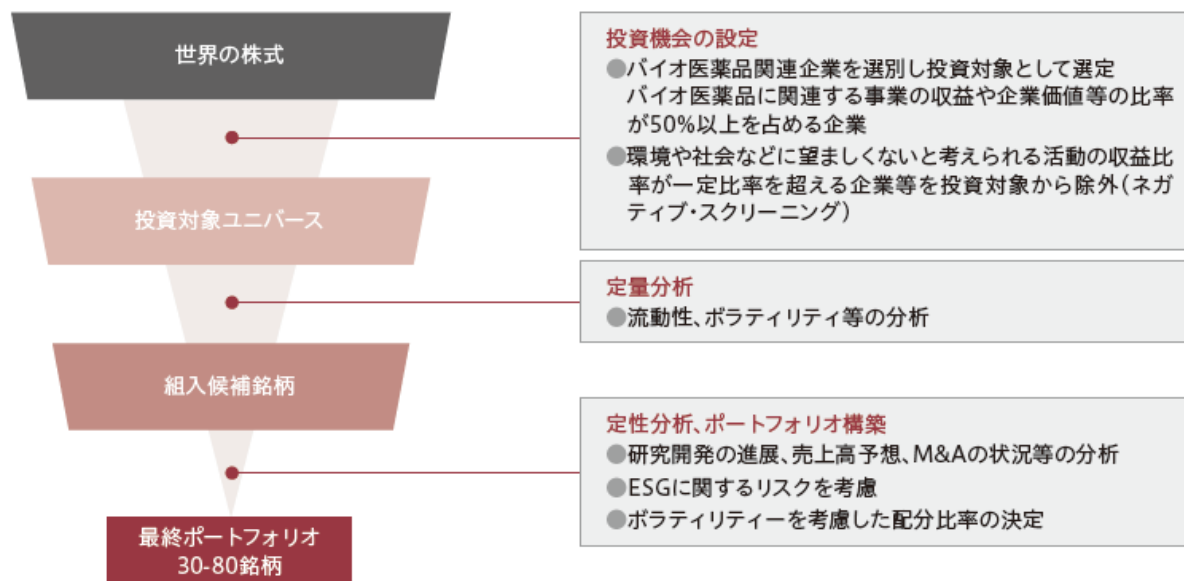 世界の株式
投資機会の設定
●バイオ医薬品関連企業を選別し投資対象として選定
バイオ医薬品に関連する事業の収益や企業価値等の比率
が50%以上を占める企業
●環境や社会などに望ましくないと考えられる活動の収益比
率が一定比率を超える企業等を投資対象から除外(ネガ
ティブ・スクリーニング)
投資対象ユニバース
定量分析
●流動性、ボラティリティ等の分析
組入候補銘柄
定性分析、ポートフォリオ構築
●研究開発の進展、売上高予想、M&Aの状況等の分析
●ESGに関するリスクを考慮
●ボラティリティーを考慮した配分比率の決定
最終ポートフォリオ
30-80銘柄